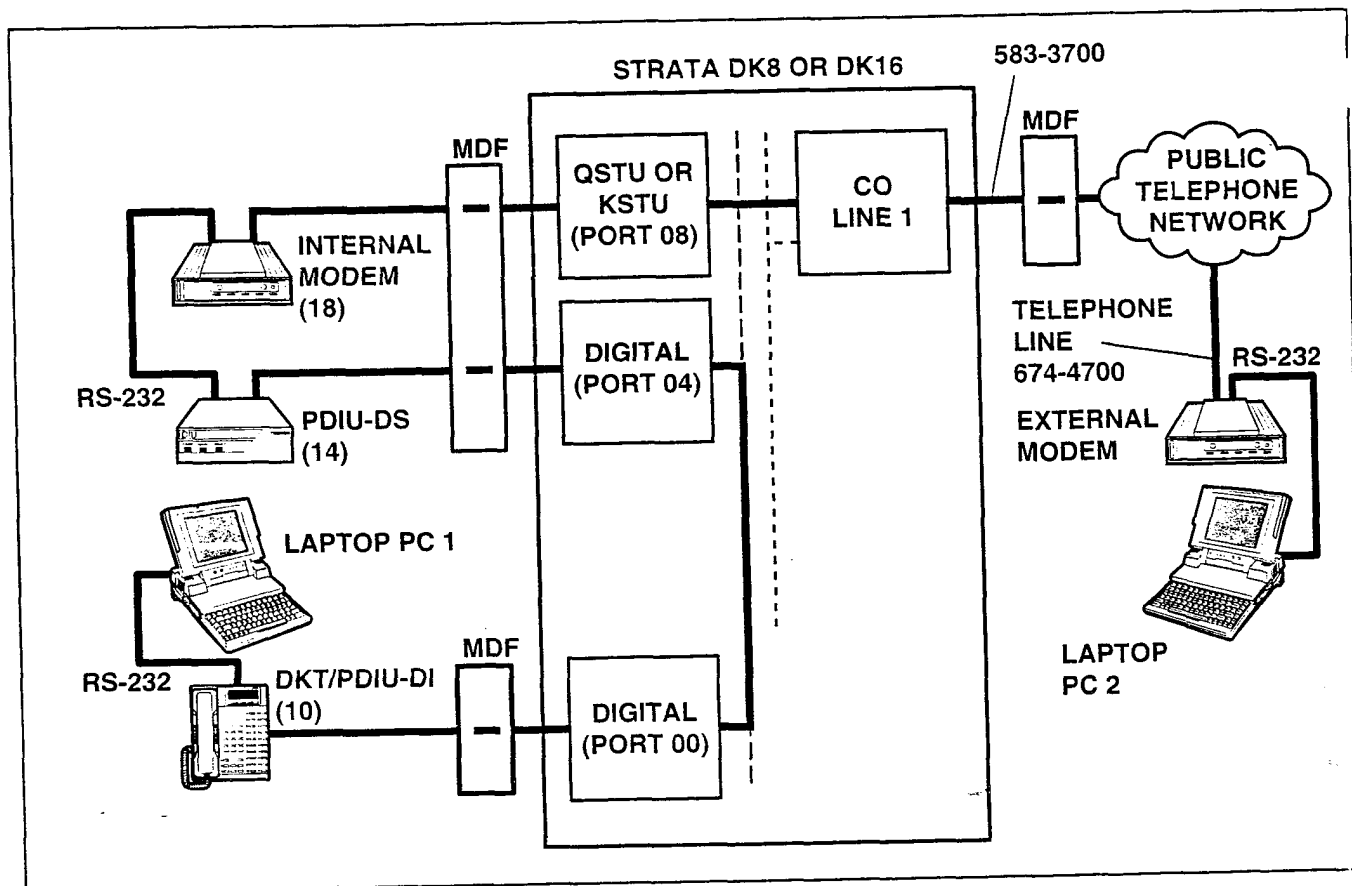 STRATA DK8 OR DK16
583-3700
MDF
MDF
QSTU OR
KSTU
(PORT 08)
CO
LINE 1
PUBLIC
TELEPHONE
NETWORK
INTERNAL
MODEM
(18)
DIGITAL
(PORT 04)
TELEPHONE
LINE
674-4700
RS-232
RS-232
PDIU-DS
(14)
EXTERNAL
MODEM
LAPTOP PC 1
MDF
RS-232
DKT/PDIU-DI
(10)
DIGITAL
(PORT 00)
LAPTOP
PC 2